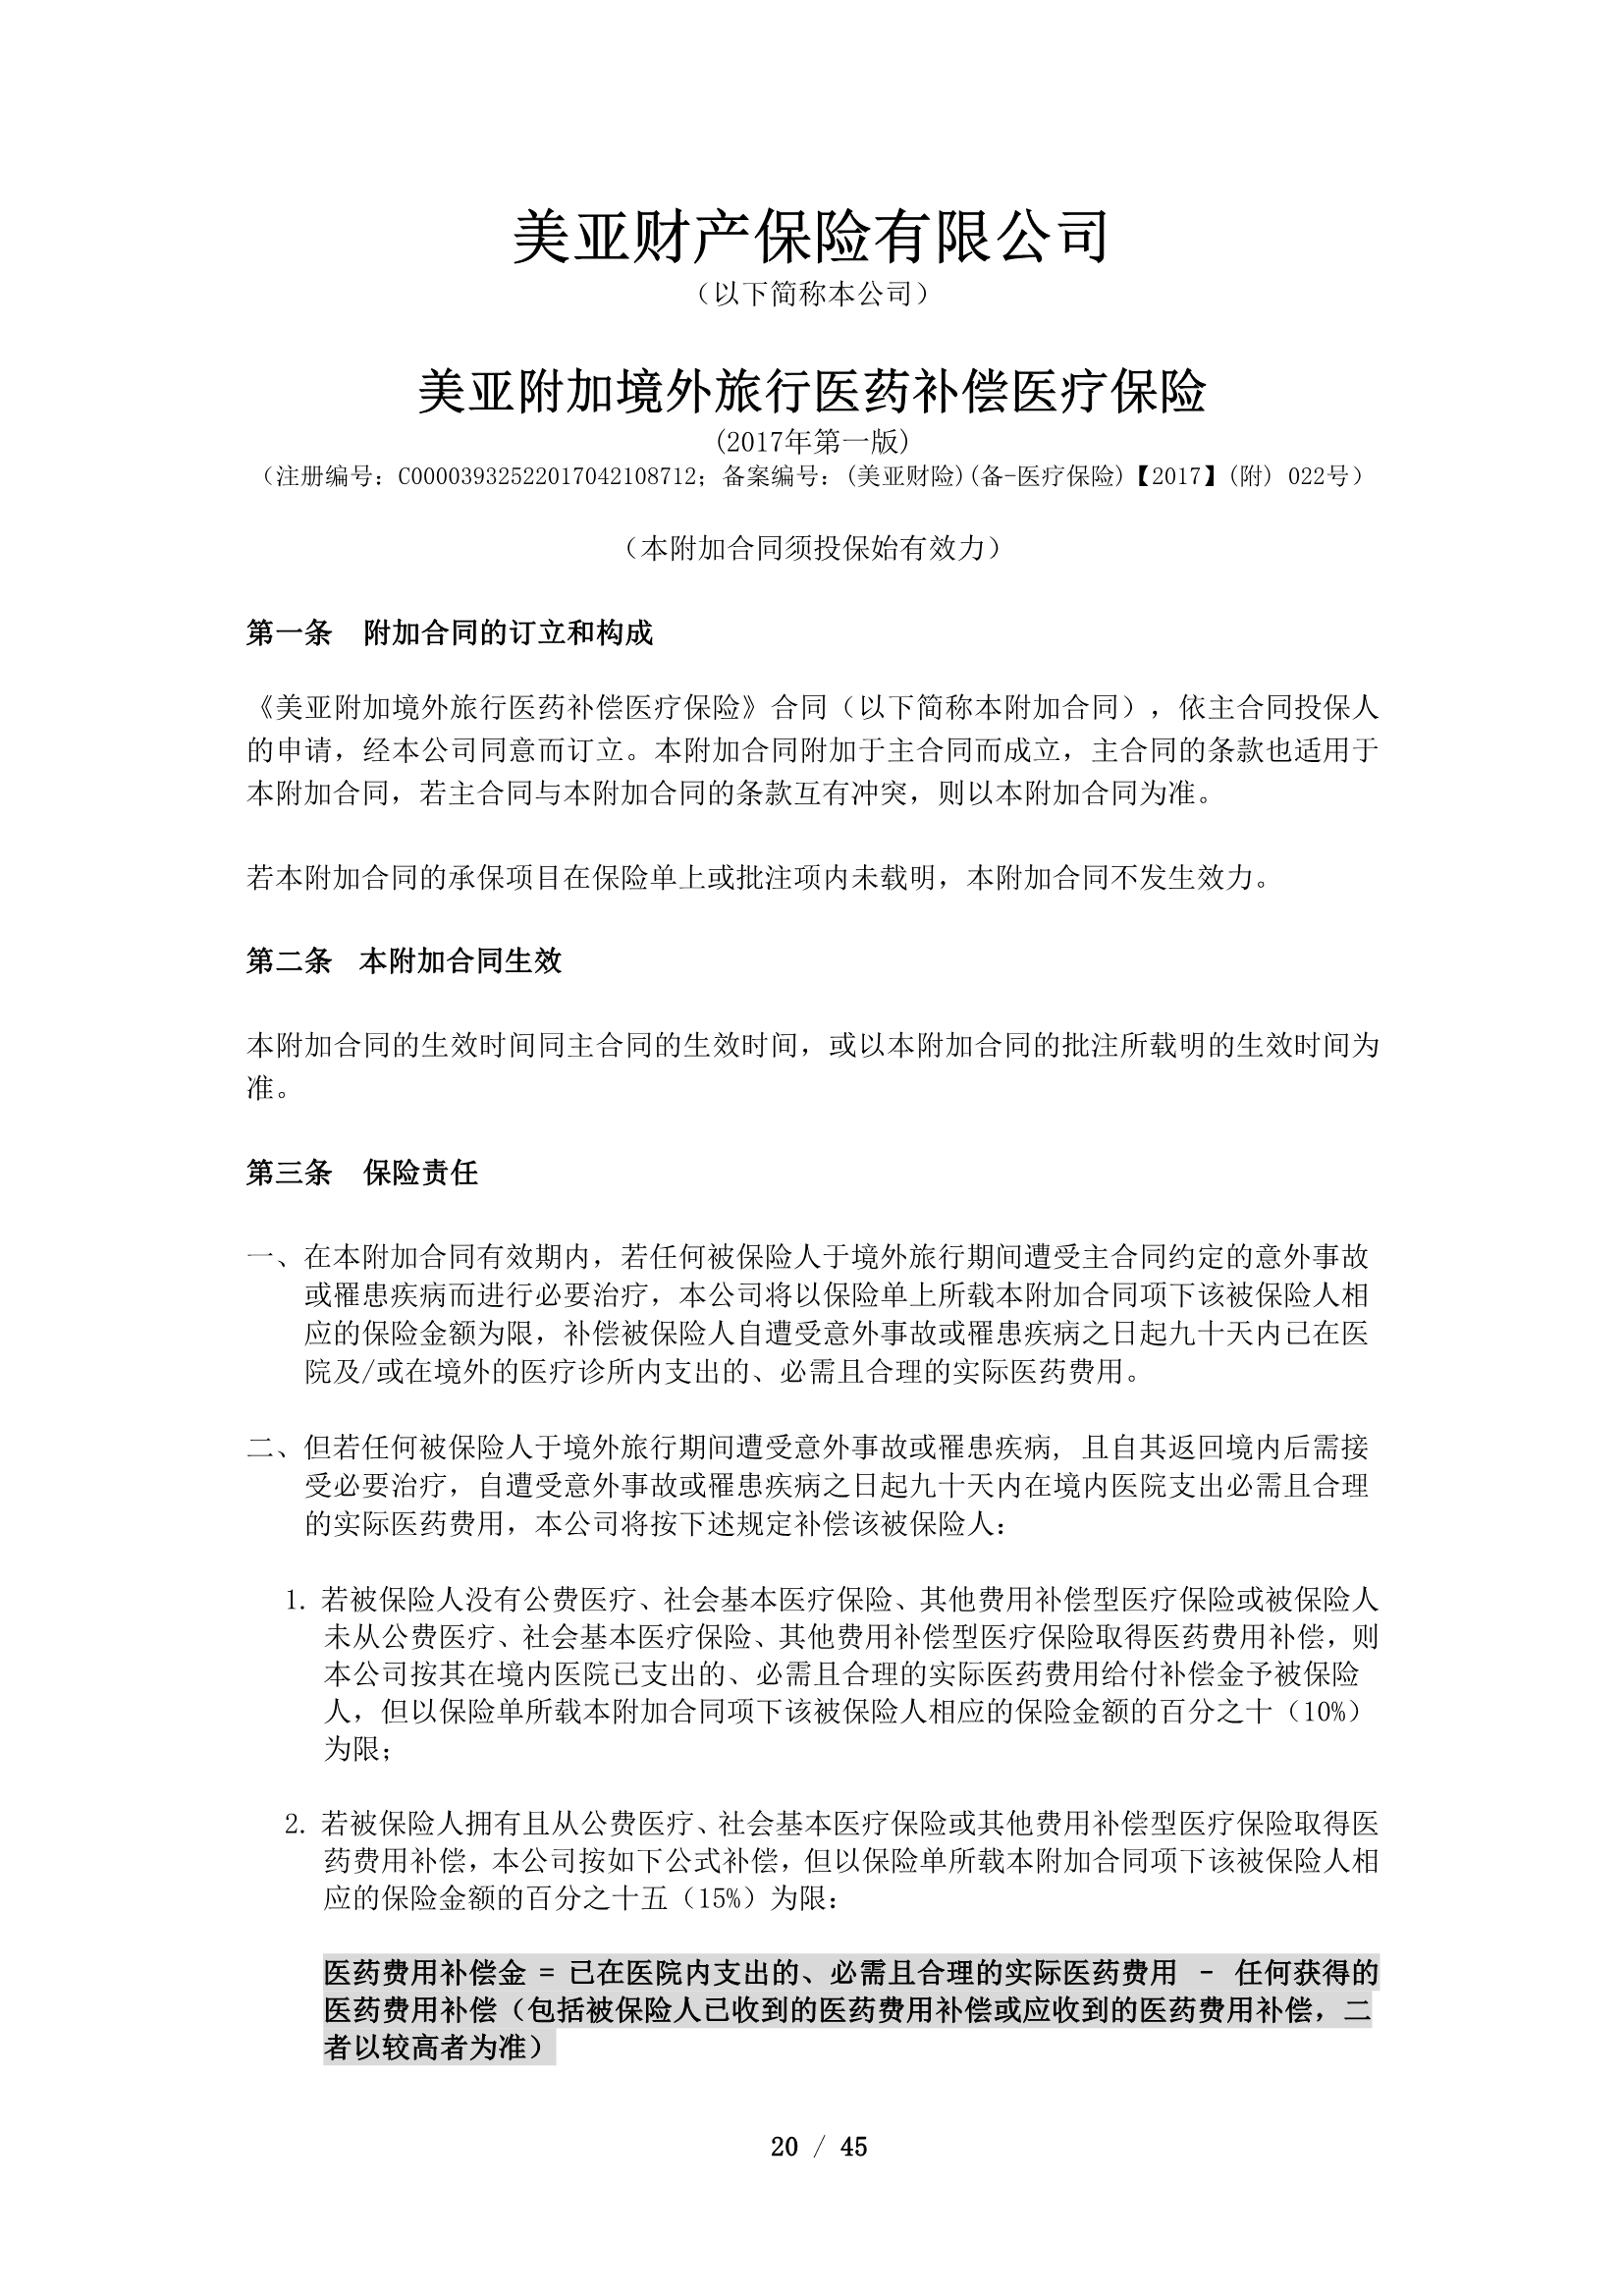 美亚财产保险有限公司
（以下简称本公司）
美亚附加境外旅行医药补偿医疗保险
(2017年第一版)
（注册编号：C00003932522017042108712；备案编号：(美亚财险)(备-医疗保险)【2017】(附) 022号）
（本附加合同须投保始有效力）
第一条 附加合同的订立和构成
《美亚附加境外旅行医药补偿医疗保险》合同（以下简称本附加合同），依主合同投保人
的申请，经本公司同意而订立。本附加合同附加于主合同而成立，主合同的条款也适用于
本附加合同，若主合同与本附加合同的条款互有冲突，则以本附加合同为准。
若本附加合同的承保项目在保险单上或批注项内未载明，本附加合同不发生效力。
第二条 本附加合同生效
本附加合同的生效时间同主合同的生效时间，或以本附加合同的批注所载明的生效时间为
准。
第三条 保险责任
一、在本附加合同有效期内，若任何被保险人于境外旅行期间遭受主合同约定的意外事故
或罹患疾病而进行必要治疗，本公司将以保险单上所载本附加合同项下该被保险人相
应的保险金额为限，补偿被保险人自遭受意外事故或罹患疾病之日起九十天内已在医
院及/或在境外的医疗诊所内支出的、必需且合理的实际医药费用。
二、但若任何被保险人于境外旅行期间遭受意外事故或罹患疾病, 且自其返回境内后需接
受必要治疗，自遭受意外事故或罹患疾病之日起九十天内在境内医院支出必需且合理
的实际医药费用，本公司将按下述规定补偿该被保险人：
1. 若被保险人没有公费医疗、社会基本医疗保险、其他费用补偿型医疗保险或被保险人
未从公费医疗、社会基本医疗保险、其他费用补偿型医疗保险取得医药费用补偿，则
本公司按其在境内医院已支出的、必需且合理的实际医药费用给付补偿金予被保险
人，但以保险单所载本附加合同项下该被保险人相应的保险金额的百分之十（10%）
为限；
2. 若被保险人拥有且从公费医疗、社会基本医疗保险或其他费用补偿型医疗保险取得医
药费用补偿，本公司按如下公式补偿，但以保险单所载本附加合同项下该被保险人相
应的保险金额的百分之十五（15%）为限：
医药费用补偿金 = 已在医院内支出的、必需且合理的实际医药费用 － 任何获得的
医药费用补偿（包括被保险人已收到的医药费用补偿或应收到的医药费用补偿，二
者以较高者为准）
20 / 45